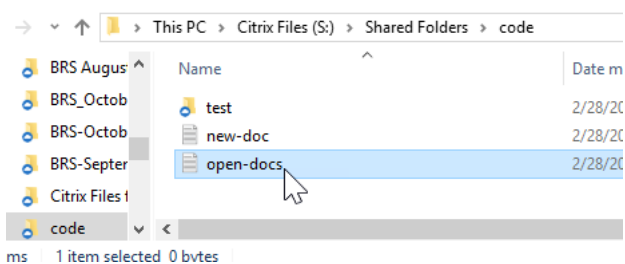 This PC > Citrix Files (S:) > Shared Folders > code
BRS Augus
BRS_Octob
BRS-Octob
BRS-Septer
Citrix Files f
code
Name Date m
test 2/28/20
new-doc 2/28/20
open-docs 2/28/20
ms 1 item selected 0 bytes